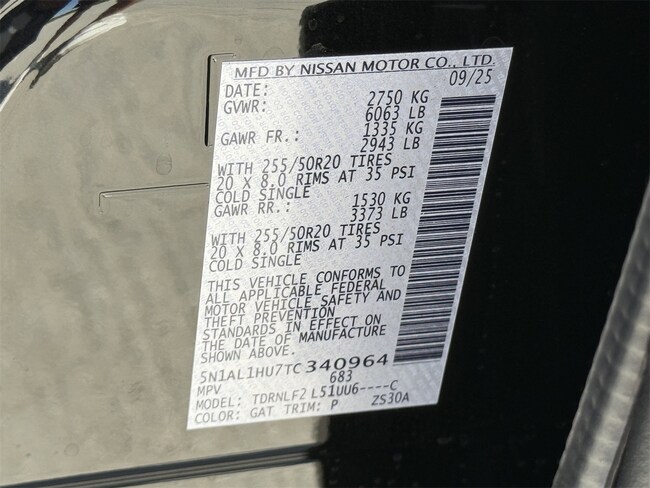 MFD BY NISSAN MOTOR CO., LTD.
DATE: 09/25
GVWR: 2750 KG
6063 LB
GAWR FR.: 1335 KG
2943 LB
WITH 255/50R20 TIRES
20 X 8.0 RIMS AT 35 PSI
COLD SINGLE
GAWR RR.: 1530 KG
3373 LB
WITH 255/50R20 TIRES
20 X 8.0 RIMS AT 35 PSI
COLD SINGLE
THIS VEHICLE CONFORMS TO
ALL APPLICABLE FEDERAL
MOTOR VEHICLE SAFETY AND
THEFT PREVENTION
STANDARDS IN EFFECT ON
THE DATE OF MANUFACTURE
SHOWN ABOVE.
5N1AL1HU7TC340964
MPV 683
MODEL: TDRNLF2 L51UU6----C
COLOR: GAT TRIM: P ZS30A